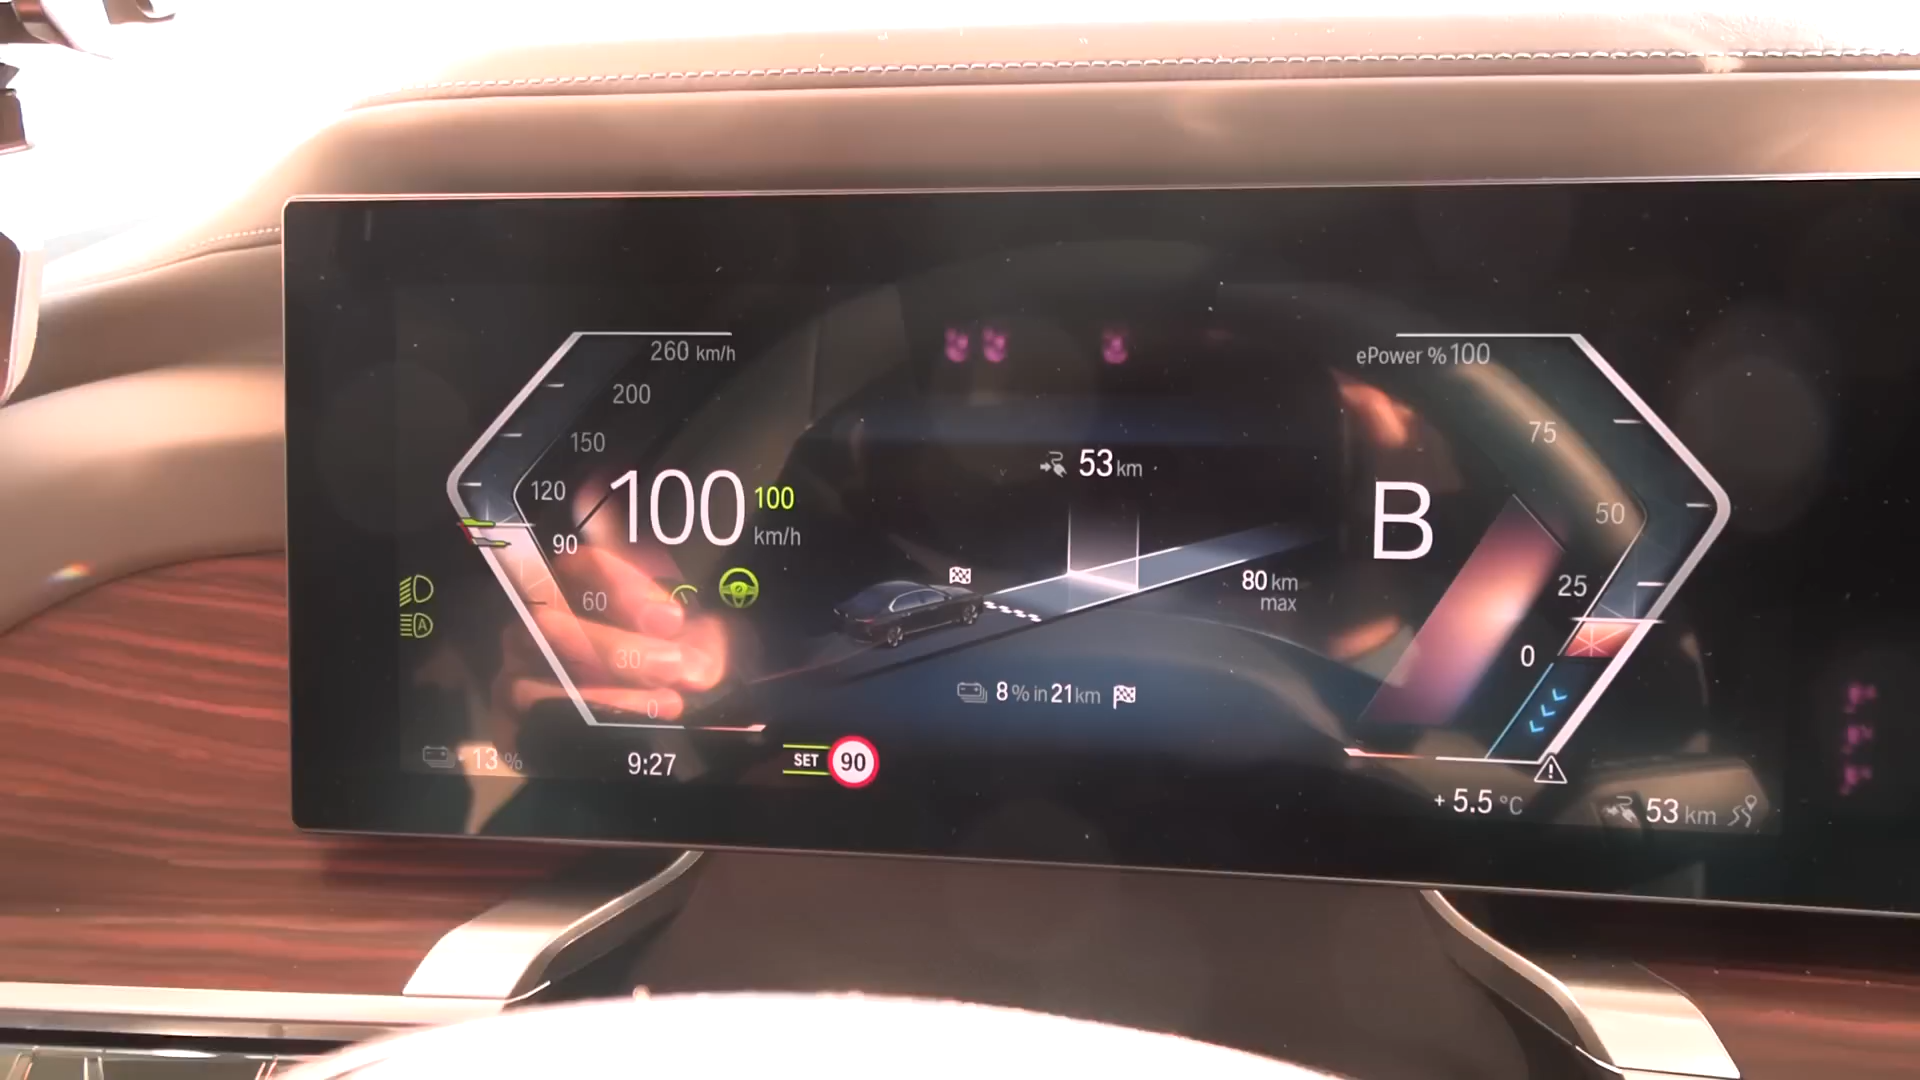 260 km/h
200
150
120
90
60
30
0
100 100
km/h
A
13 %
9:27
SET 90
53 km
80 km
max
8 % in 21 km
ePower % 100
75
50
25
0
B
+ 5.5 °C
53 km